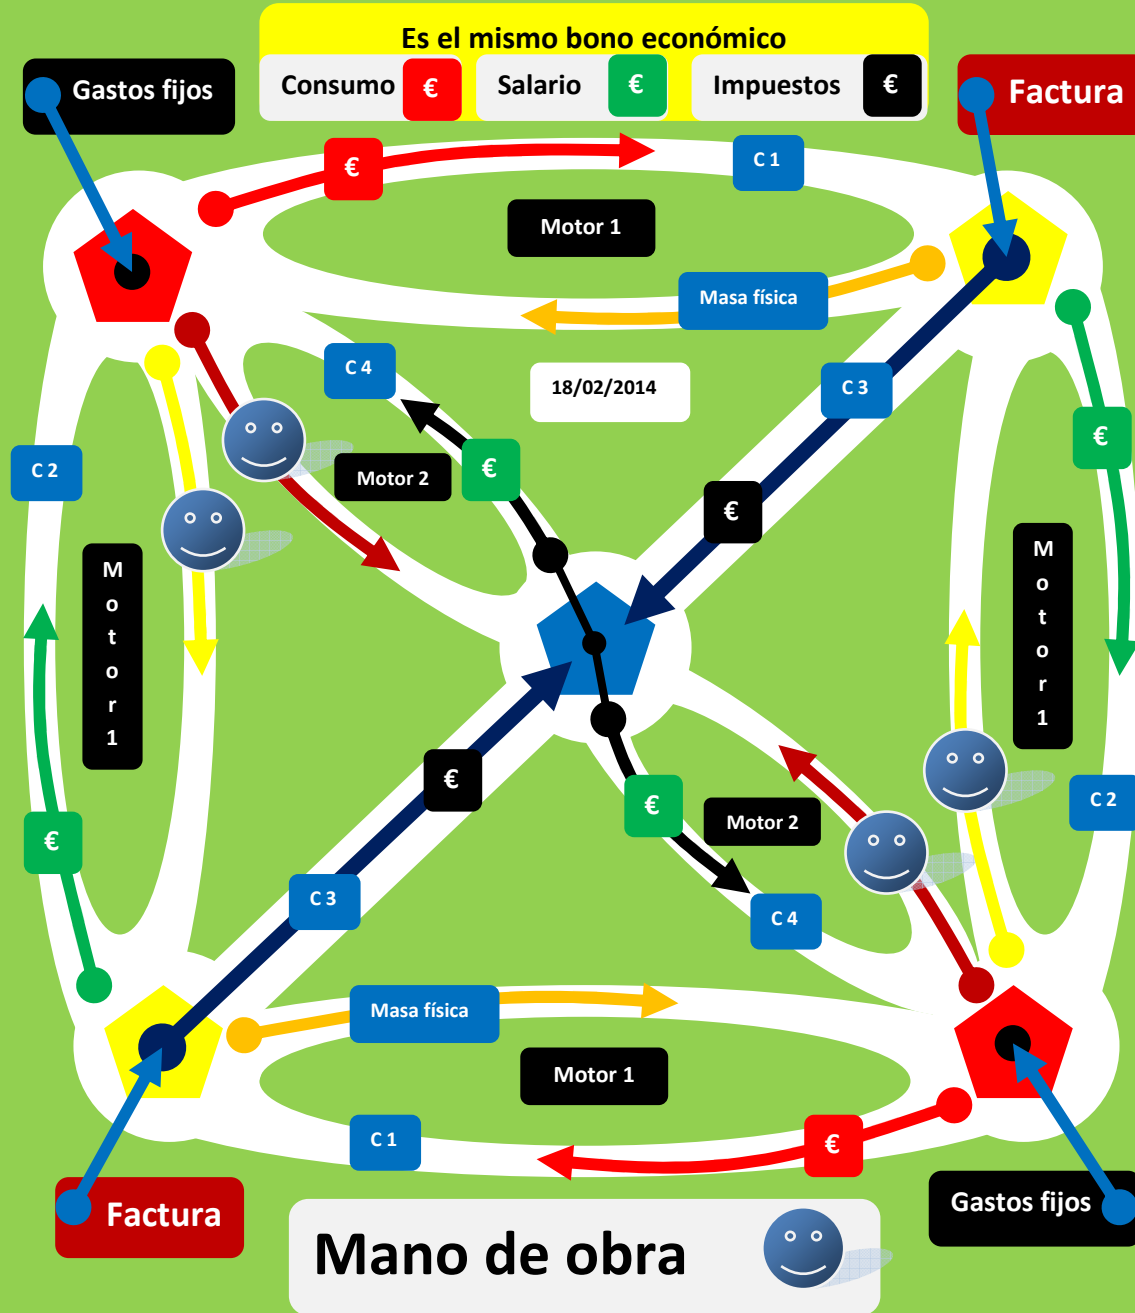 Es el mismo bono económico
Gastos fijos
Consumo €
Salario €
Impuestos €
Factura
€
C 1
Motor 1
Masa física
C 4
18/02/2014
C 3
€
C 2
Motor 2
€
€
M
o
t
o
r
1
M
o
t
o
r
1
€
€
C 2
€
Motor 2
€
C 3
C 4
Masa física
Motor 1
C 1
€
Factura
Gastos fijos
Mano de obra